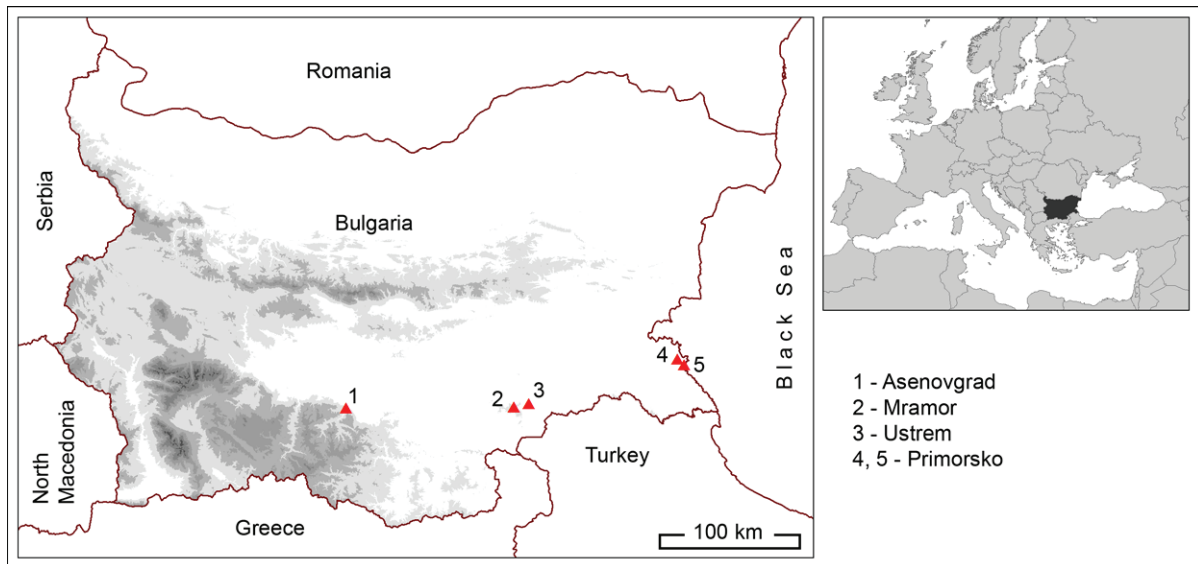 Romania
Serbia
Bulgaria
Black Sea
4
5
1
2
3
North
Macedonia
Turkey
Greece
100 km
1 - Asenovgrad
2 - Mramor
3 - Ustrem
4, 5 - Primorsko